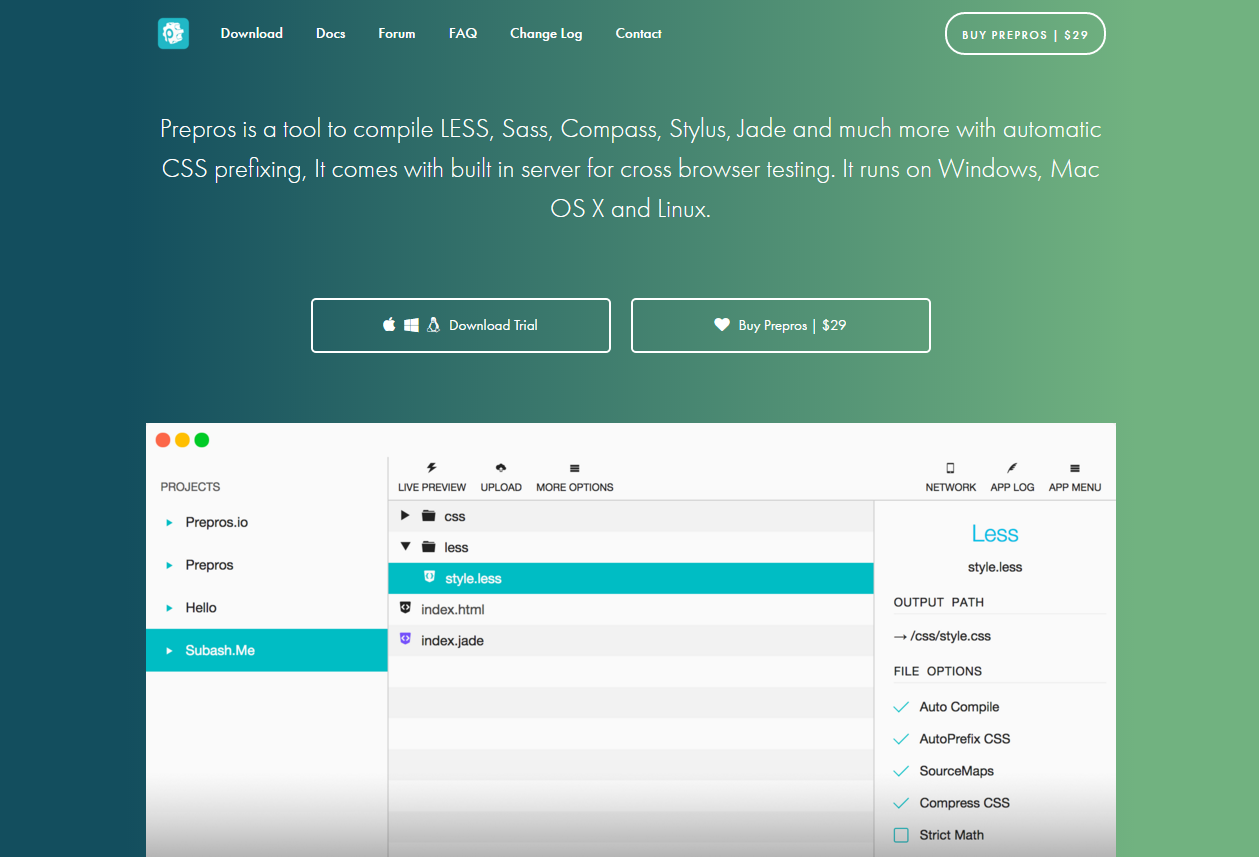 Download Docs Forum FAQ Change Log Contact BUY PREPROS | $29
Prepros is a tool to compile LESS, Sass, Compass, Stylus, Jade and much more with automatic
CSS prefixing, It comes with built in server for cross browser testing. It runs on Windows, Mac
OS X and Linux.
Download Trial Buy Prepros | $29
PROJECTS
Prepros.io
Prepros
Hello
Subash.Me
LIVE PREVIEW UPLOAD MORE OPTIONS NETWORK APP LOG APP MENU
css
less
style.less
index.html
index.jade
Less
style.less
OUTPUT PATH
→ /css/style.css
FILE OPTIONS
Auto Compile
AutoPrefix CSS
SourceMaps
Compress CSS
Strict Math